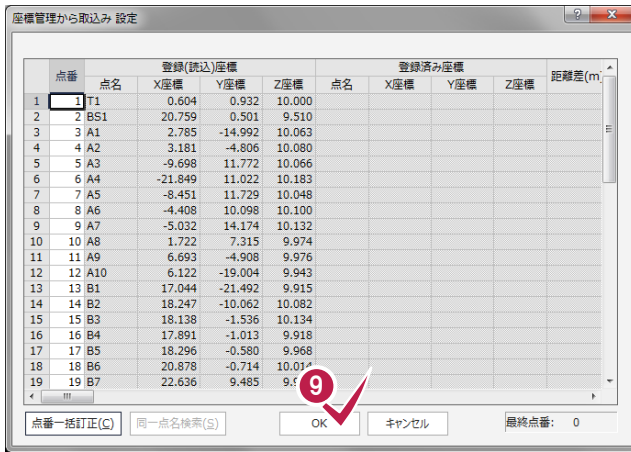 座標管理から取込み 設定
点番 登録(読込)座標 登録済み座標 距離差(m)
点名 X座標 Y座標 Z座標 点名 X座標 Y座標 Z座標
1 1 T1 0.604 0.932 10.000
2 2 BS1 20.759 0.501 9.510
3 3 A1 2.785 -14.992 10.063
4 4 A2 3.181 -4.806 10.080
5 5 A3 -9.698 11.772 10.066
6 6 A4 -21.849 11.022 10.183
7 7 A5 -8.451 11.729 10.048
8 8 A6 -4.408 10.098 10.100
9 9 A7 -5.032 14.174 10.132
10 10 A8 1.722 7.315 9.974
11 11 A9 6.693 -4.908 9.976
12 12 A10 6.122 -19.004 9.943
13 13 B1 17.044 -21.492 9.915
14 14 B2 18.247 -10.062 10.082
15 15 B3 18.138 -1.536 10.134
16 16 B4 17.891 -1.013 9.918
17 17 B5 18.296 -0.580 9.968
18 18 B6 20.878 -0.714 10.014
19 19 B7 22.636 9.485
9
点番一括訂正(C) 同一点名検索(S) OK キャンセル 最終点番: 0